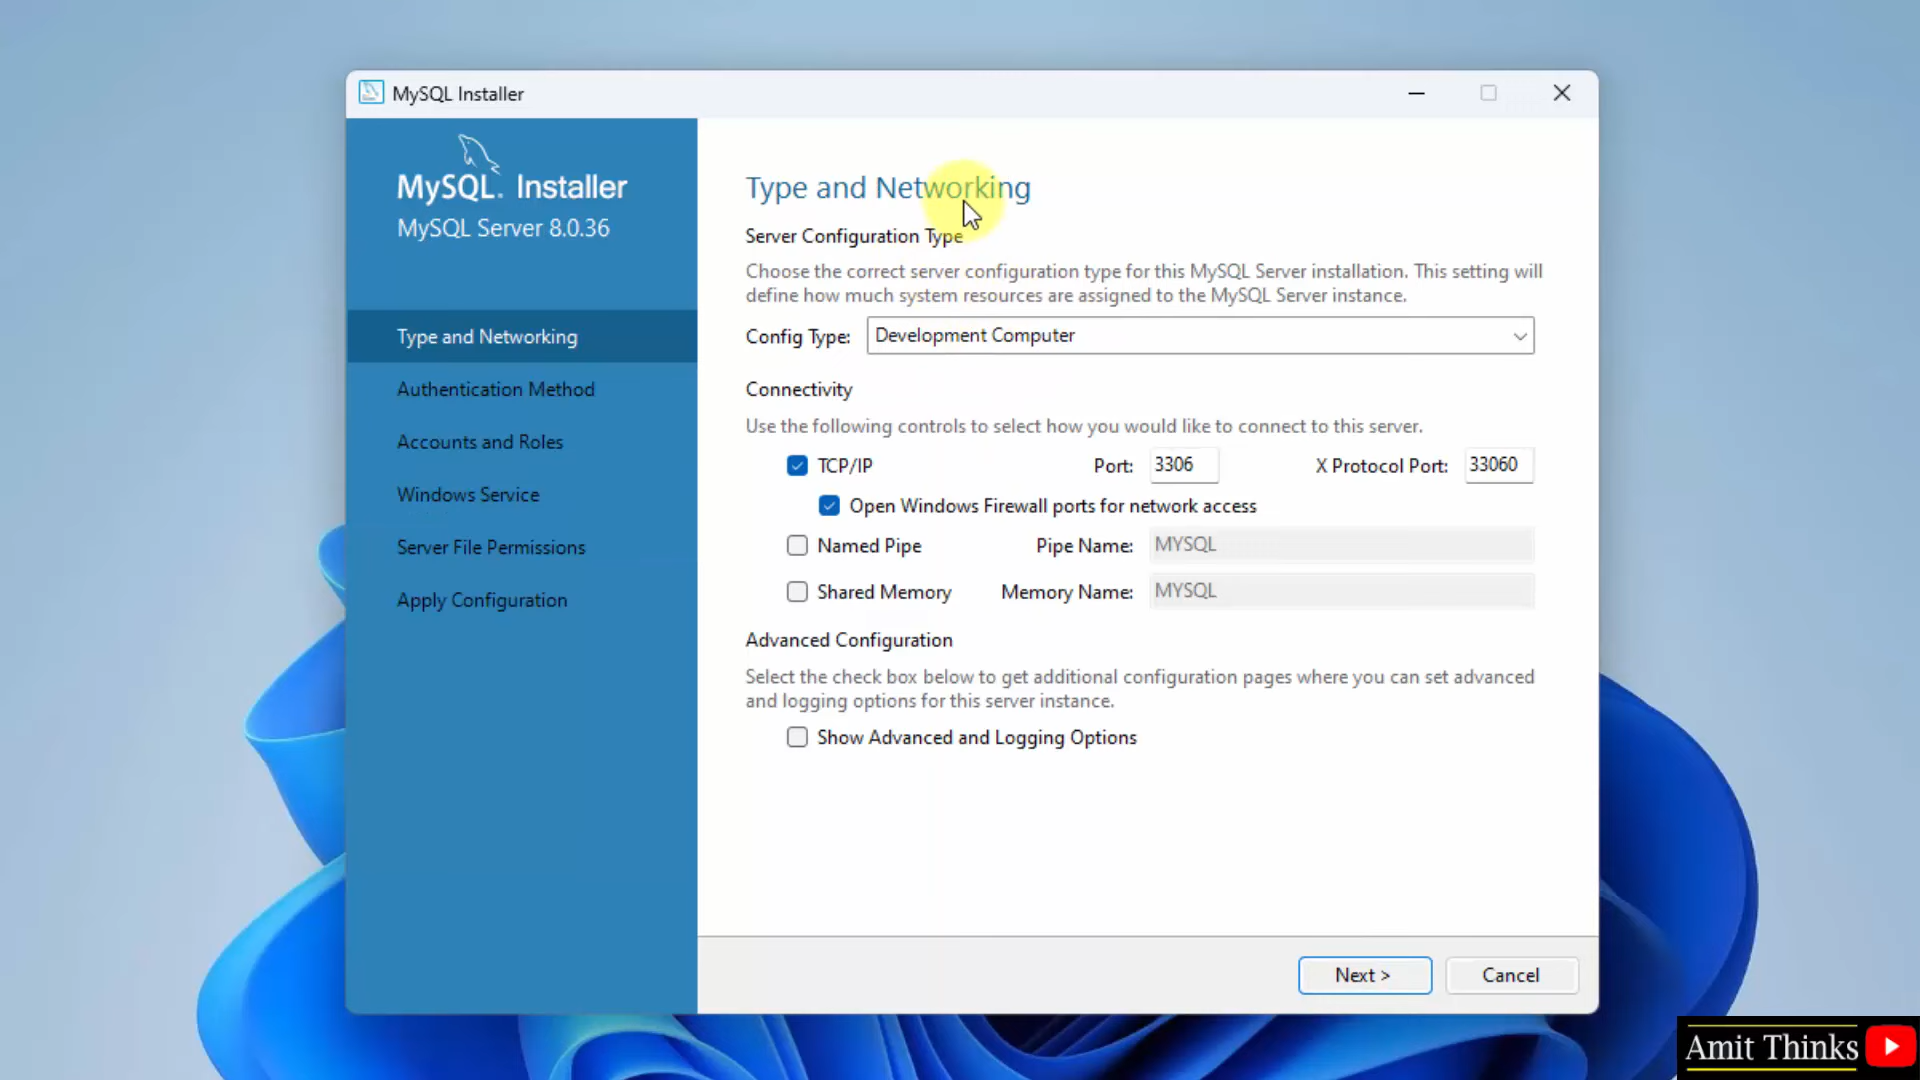 MySQL Installer
MySQL. Installer
MySQL Server 8.0.36
Type and Networking
Authentication Method
Accounts and Roles
Windows Service
Server File Permissions
Apply Configuration
Type and Networking
Server Configuration Type
Choose the correct server configuration type for this MySQL Server installation. This setting will
define how much system resources are assigned to the MySQL Server instance.
Config Type: Development Computer
Connectivity
Use the following controls to select how you would like to connect to this server.
TCP/IP Port: 3306 X Protocol Port: 33060
Open Windows Firewall ports for network access
Named Pipe Pipe Name: MYSQL
Shared Memory Memory Name: MYSQL
Advanced Configuration
Select the check box below to get additional configuration pages where you can set advanced
and logging options for this server instance.
Show Advanced and Logging Options
Next > Cancel
Amit Thinks